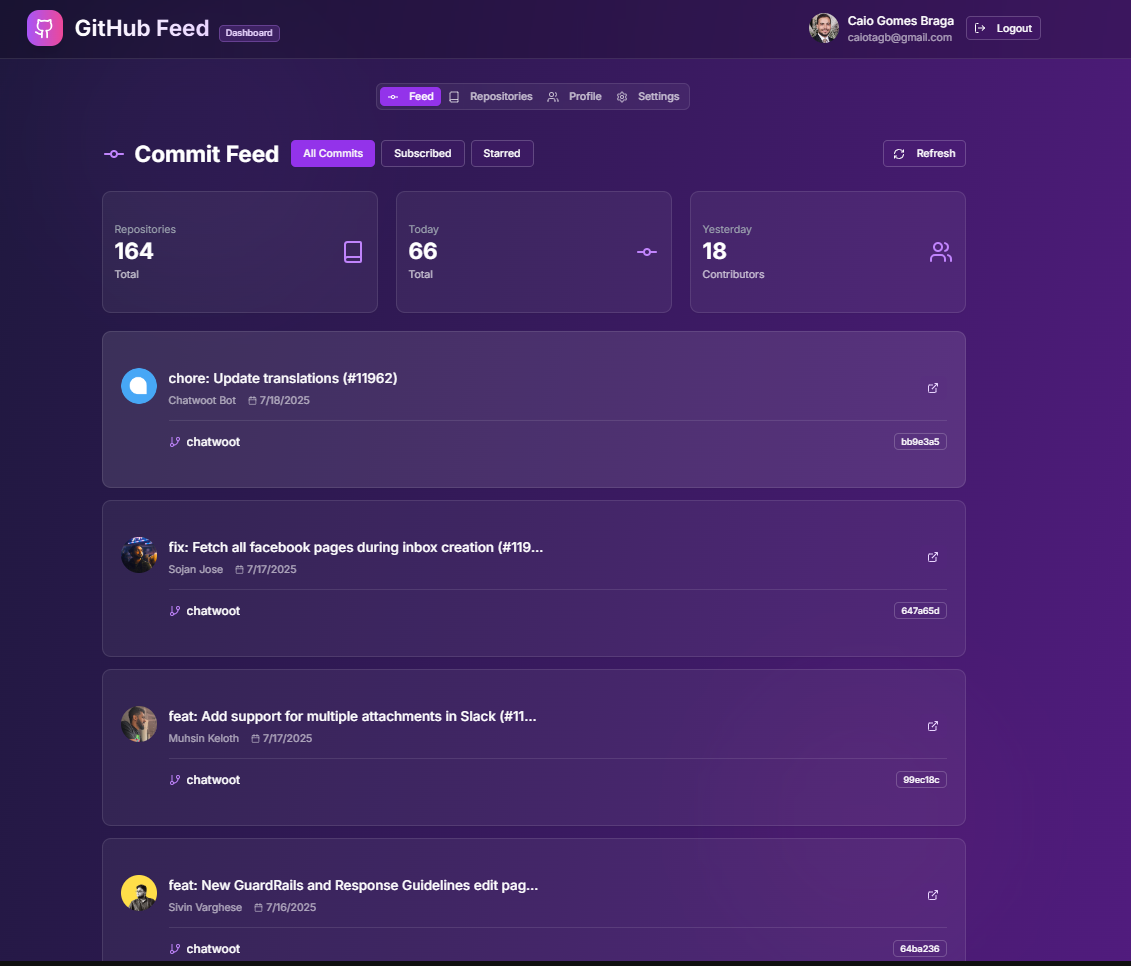 GitHub Feed Dashboard
Caio Gomes Braga
caiotagb@gmail.com
Logout
Feed Repositories Profile Settings
Commit Feed All Commits Subscribed Starred Refresh
Repositories
164
Total
Today
66
Total
Yesterday
18
Contributors
chore: Update translations (#11962)
Chatwoot Bot 7/18/2025
chatwoot bb9e3a5
fix: Fetch all facebook pages during inbox creation (#119...
Sojan Jose 7/17/2025
chatwoot 647a65d
feat: Add support for multiple attachments in Slack (#11...
Muhsin Keloth 7/17/2025
chatwoot 99ec18c
feat: New GuardRails and Response Guidelines edit pag...
Sivin Varghese 7/16/2025
chatwoot 64ba236